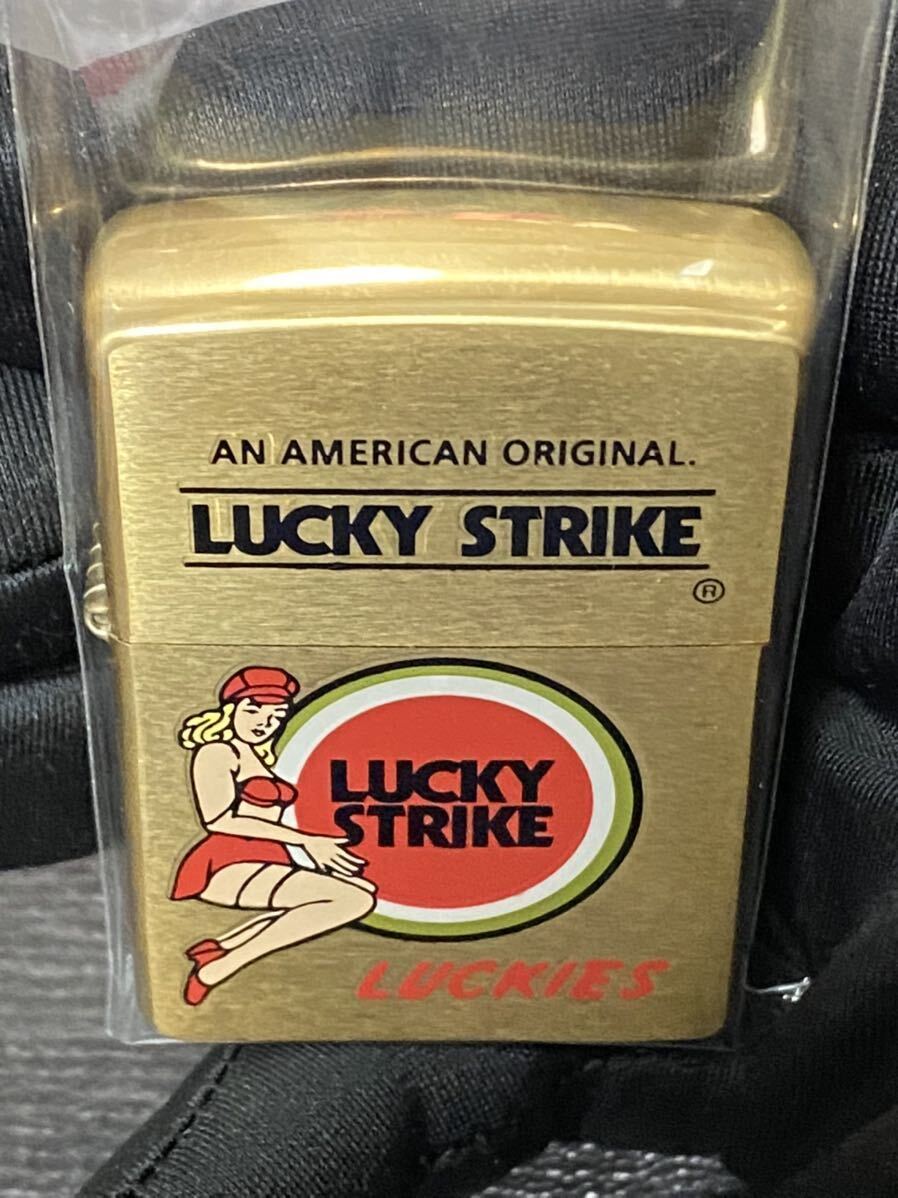 AN AMERICAN ORIGINAL.
LUCKY STRIKE
®
LUCKY
STRIKE
LUCKIES